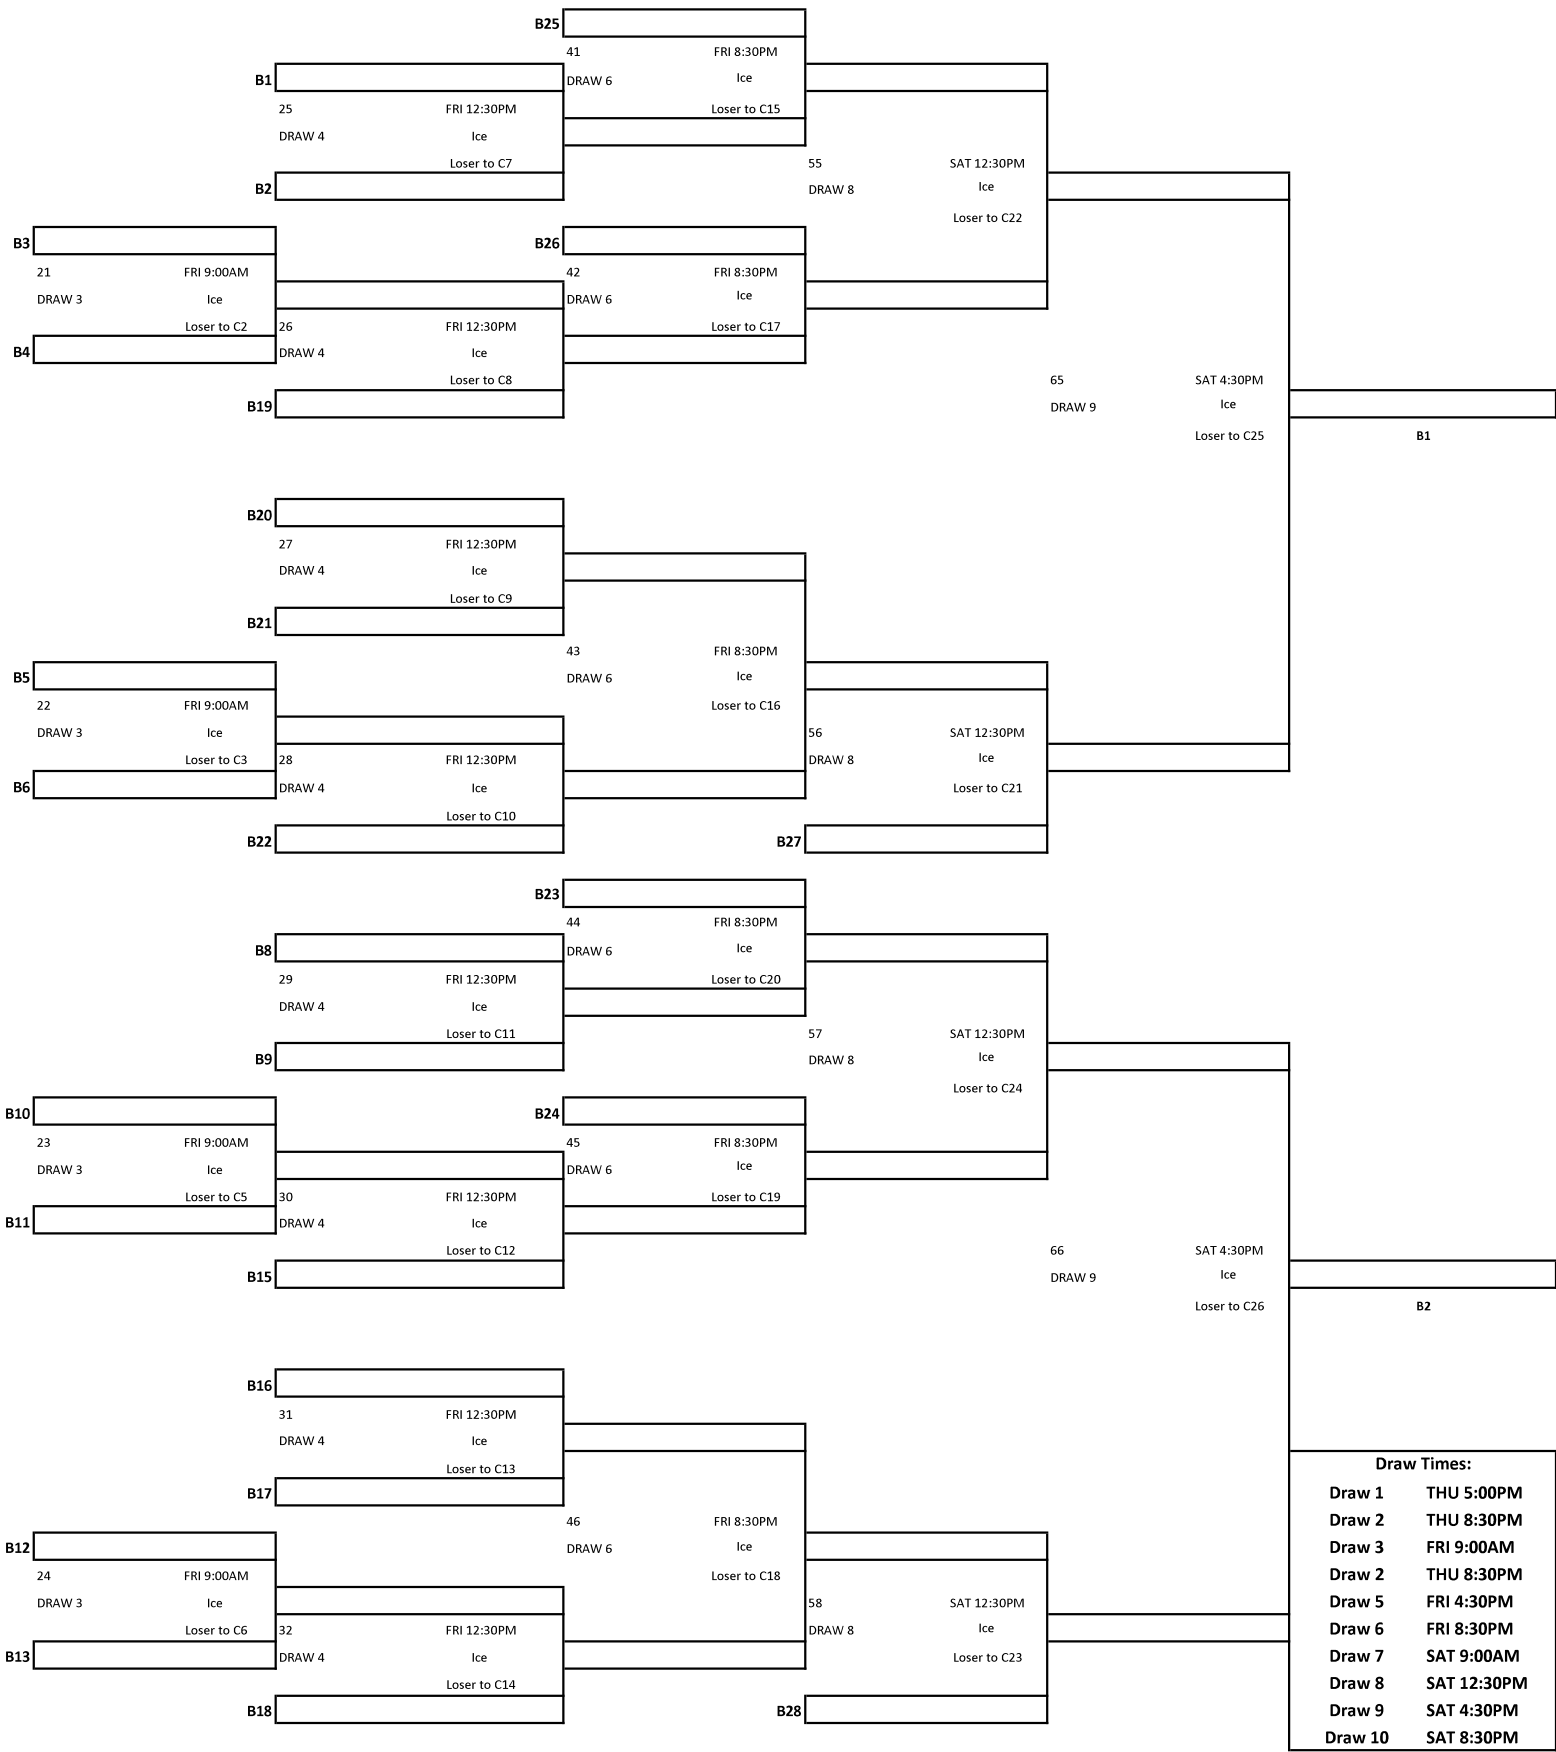 B25
41 FRI 8:30PM
B1
DRAW 6 Ice
25 FRI 12:30PM
Loser to C15
DRAW 4 Ice
Loser to C7
B2
55 SAT 12:30PM
DRAW 8 Ice
Loser to C22
B3
B26
21 FRI 9:00AM
42 FRI 8:30PM
DRAW 3 Ice
DRAW 6 Ice
Loser to C2
26 FRI 12:30PM
Loser to C17
B4
DRAW 4 Ice
Loser to C8
B19
65 SAT 4:30PM
DRAW 9 Ice
Loser to C25
B1
B20
27 FRI 12:30PM
DRAW 4 Ice
Loser to C9
B21
43 FRI 8:30PM
DRAW 6 Ice
Loser to C16
B5
22 FRI 9:00AM
DRAW 3 Ice
Loser to C3
56 SAT 12:30PM
DRAW 8 Ice
Loser to C21
28 FRI 12:30PM
B6
DRAW 4 Ice
Loser to C10
B22
B27
B23
44 FRI 8:30PM
B8
DRAW 6 Ice
29 FRI 12:30PM
Loser to C20
DRAW 4 Ice
Loser to C11
B9
57 SAT 12:30PM
DRAW 8 Ice
Loser to C24
B10
B24
23 FRI 9:00AM
45 FRI 8:30PM
DRAW 3 Ice
DRAW 6 Ice
Loser to C5
30 FRI 12:30PM
Loser to C19
B11
DRAW 4 Ice
Loser to C12
B15
66 SAT 4:30PM
DRAW 9 Ice
Loser to C26
B2
B16
31 FRI 12:30PM
DRAW 4 Ice
Loser to C13
B17
46 FRI 8:30PM
DRAW 6 Ice
Loser to C18
B12
24 FRI 9:00AM
DRAW 3 Ice
Loser to C6
58 SAT 12:30PM
DRAW 8 Ice
Loser to C23
32 FRI 12:30PM
B13
DRAW 4 Ice
Loser to C14
B18
B28
Draw Times:
Draw 1 THU 5:00PM
Draw 2 THU 8:30PM
Draw 3 FRI 9:00AM
Draw 2 THU 8:30PM
Draw 5 FRI 4:30PM
Draw 6 FRI 8:30PM
Draw 7 SAT 9:00AM
Draw 8 SAT 12:30PM
Draw 9 SAT 4:30PM
Draw 10 SAT 8:30PM